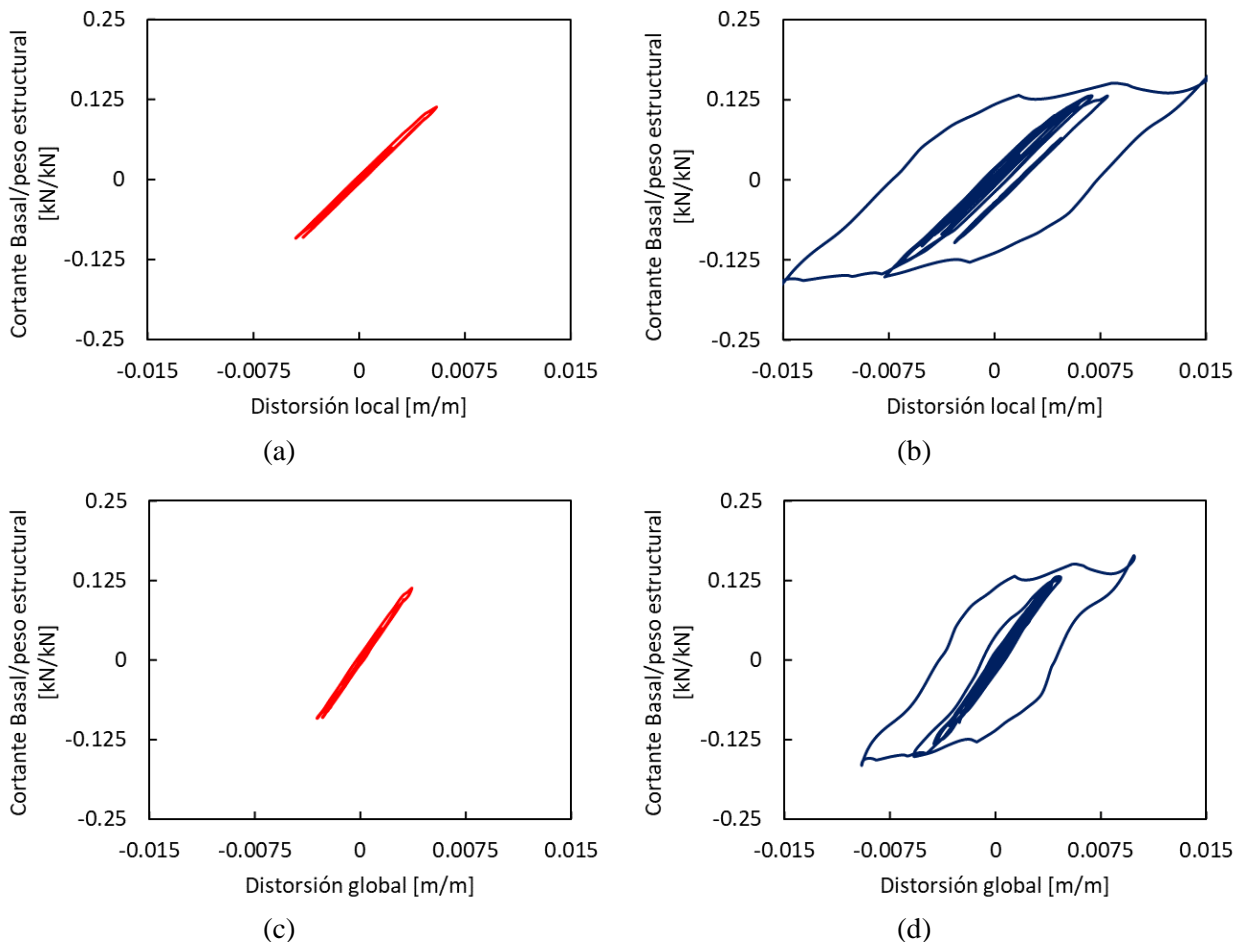 Cortante Basal/peso estructural
[kN/kN]
0.25
0.125
0
-0.125
-0.25
-0.015
-0.0075
0
0.0075
0.015
Distorsión local [m/m]
(a)
Cortante Basal/peso estructural
[kN/kN]
0.25
0.125
0
-0.125
-0.25
-0.015
-0.0075
0
0.0075
0.015
Distorsión local [m/m]
(b)
Cortante Basal/peso estructural
[kN/kN]
0.25
0.125
0
-0.125
-0.25
-0.015
-0.0075
0
0.0075
0.015
Distorsión global [m/m]
(c)
Cortante Basal/peso estructural
[kN/kN]
0.25
0.125
0
-0.125
-0.25
-0.015
-0.0075
0
0.0075
0.015
Distorsión global [m/m]
(d)